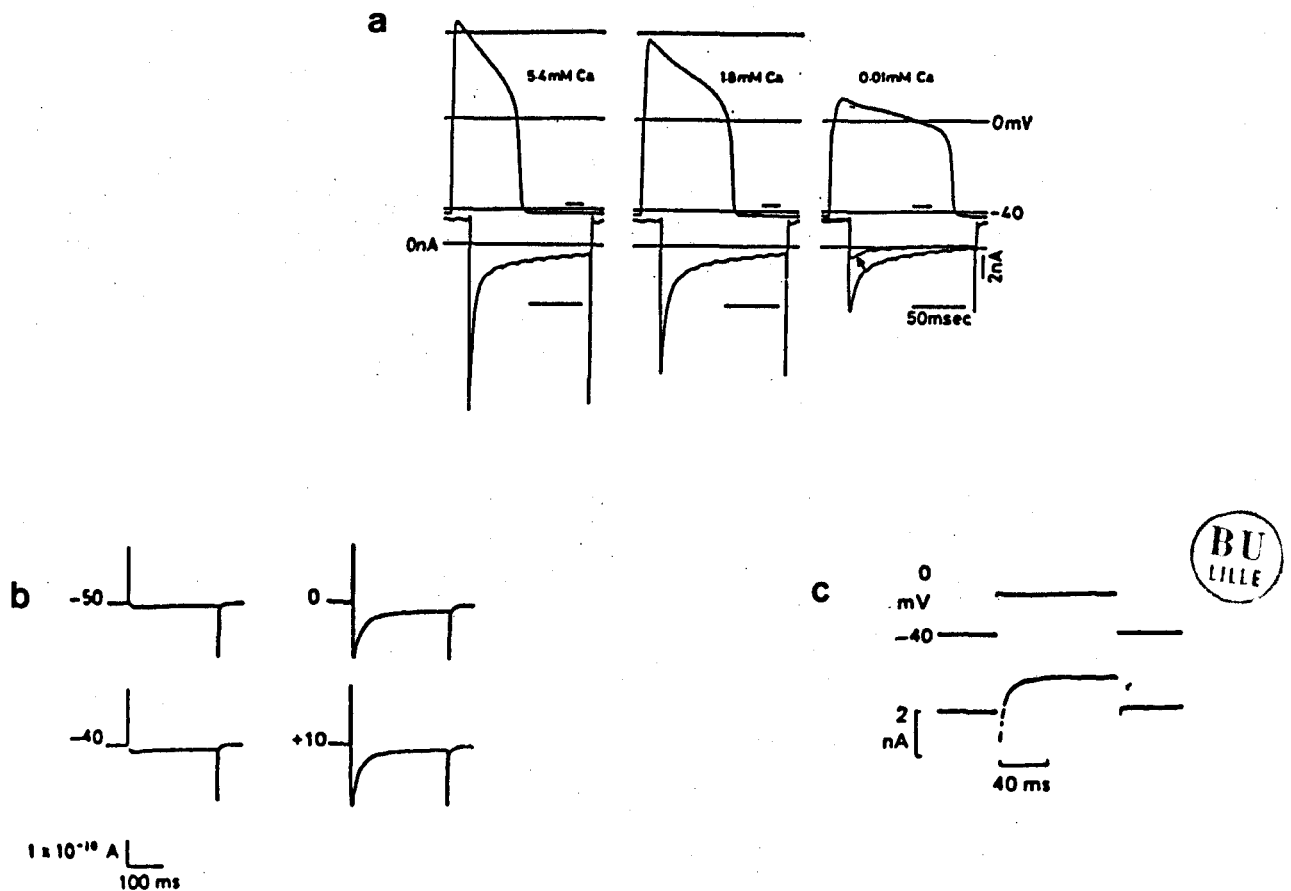 a
5·4mM Ca
1·8mM Ca
0·01mM Ca
0mV
-40
0nA
2nA
50msec
b
-50
0
-40
+10
1 x 10⁻¹⁰ A
100 ms
c
0
mV
-40
2
nA
40 ms
BU
LILLE